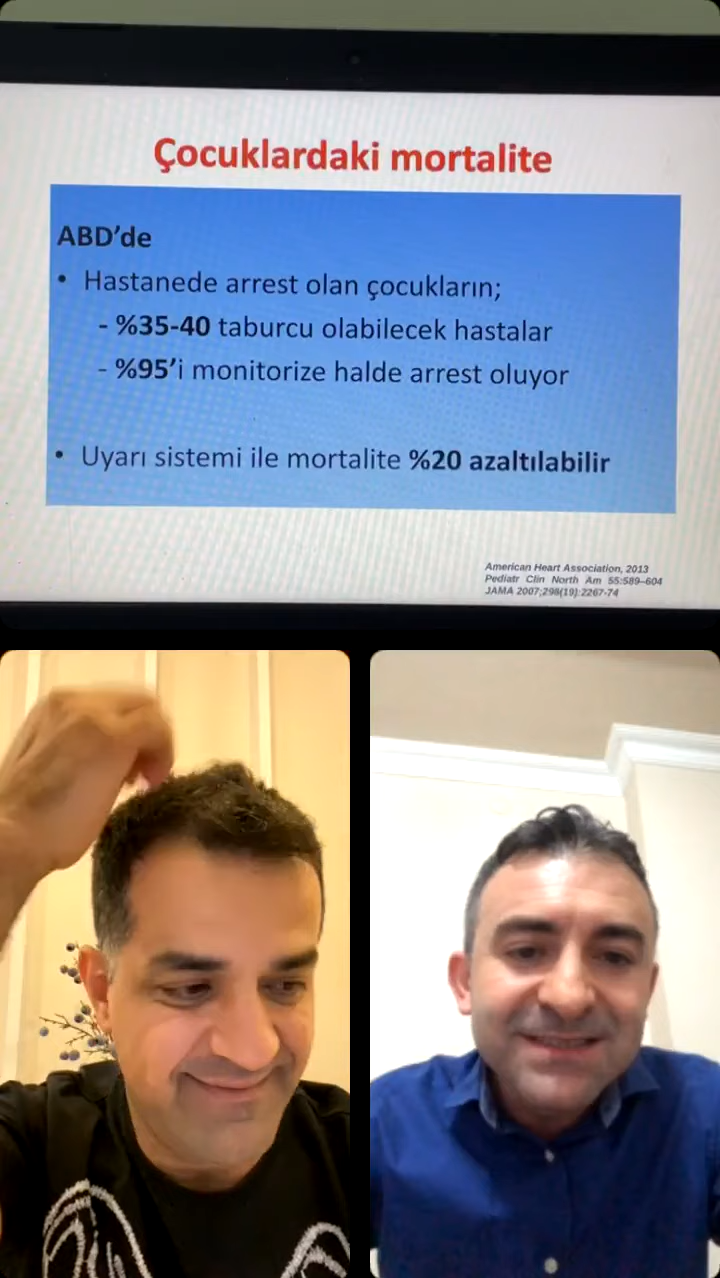 Çocuklardaki mortalite
ABD’de
• Hastanede arrest olan çocukların;
- %35-40 taburcu olabilecek hastalar
- %95’i monitorize halde arrest oluyor
• Uyarı sistemi ile mortalite %20 azaltılabilir
American Heart Association, 2013
Pediatr Clin North Am 55:589–604
JAMA 2007;298(19):2267-74